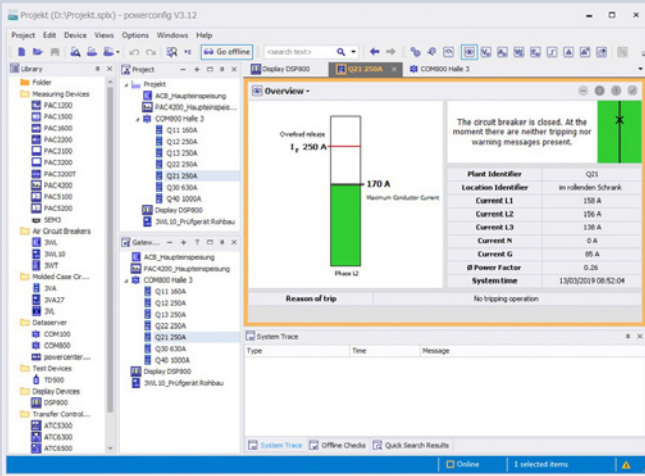 Projekt (D:\Projekt.splx) - powerconfig V3.12
Project Edit Device Views Options Windows Help
Go offline
<search text>
Library
Folder
Measuring Devices
PAC1200
PAC1500
PAC1600
PAC2200
PAC3100
PAC3200
PAC3200T
PAC4200
PAC5100
PAC5200
SEM3
Air Circuit Breakers
3WL
3WL10
3WT
Molded Case Cir...
3VA
3VA27
3VL
Dataserver
COM100
COM800
powercenter...
Test Devices
TD500
Display Devices
DSP800
Transfer Control...
ATC5300
ATC6300
ATC6500
Project
Projekt
ACB_Haupteinspeisung
PAC4200_Haupteinspeis...
COM800 Halle 3
Q11 160A
Q12 250A
Q13 250A
Q22 250A
Q21 250A
Q30 630A
Q40 1000A
Display DSP800
3WL10_Prüfgerät Rohbau
Gatew...
ACB_Haupteinspeisung
PAC4200_Haupteinspeisung
COM800 Halle 3
Q11 160A
Q12 250A
Q13 250A
Q22 250A
Q21 250A
Q30 630A
Q40 1000A
Display DSP800
3WL10_Prüfgerät Rohbau
Display DSP800
Q21 250A
COM800 Halle 3
Overview
Overload release
Ir 250 A
170 A
Maximum Conductor Current
Phase L2
The circuit breaker is closed. At the
moment there are neither tripping nor
warning messages present.
Plant Identifier Q21
Location Identifier im rollenden Schrank
Current L1 158 A
Current L2 156 A
Current L3 138 A
Current N 0 A
Current G 85 A
Ø Power Factor 0.26
System time 13/03/2019 08:52:04
Reason of trip No tripping operation
System Trace
Type Time Message
System Trace Offline Checks Quick Search Results
Online 1 selected items